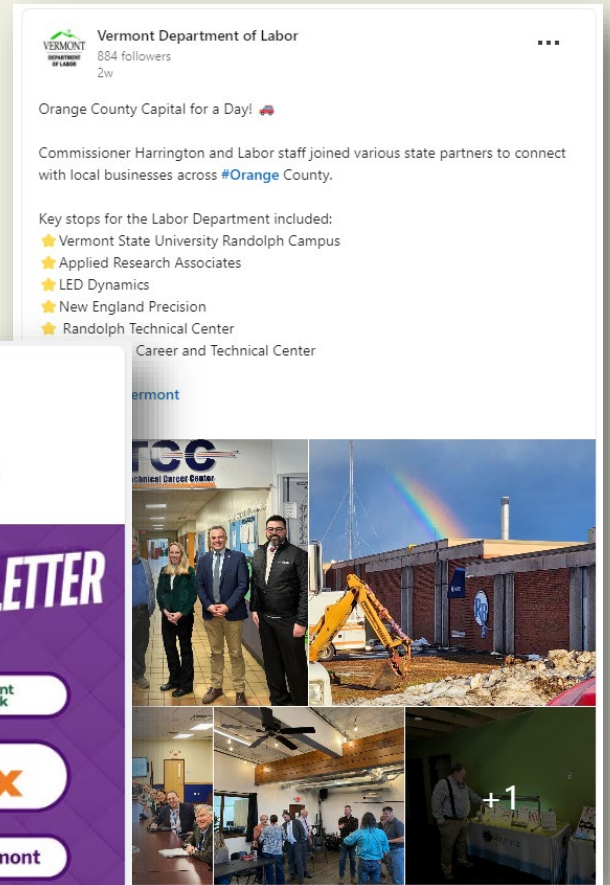 VERMONT
DEPARTMENT
OF LABOR
Vermont Department of Labor
884 followers
2w
Orange County Capital for a Day!
Commissioner Harrington and Labor staff joined various state partners to connect
with local businesses across #Orange County.
Key stops for the Labor Department included:
Vermont State University Randolph Campus
Applied Research Associates
LED Dynamics
New England Precision
Randolph Technical Center
Career and Technical Center
ermont
TCC
chnical Career Center
LETTER
nt
k
x
mont
+1